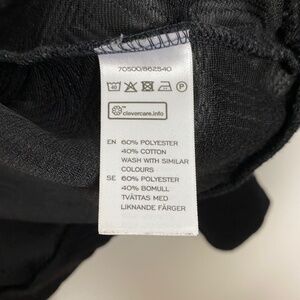 70500/862540
40
P
clevercare.info
EN 60% POLYESTER
40% COTTON
WASH WITH SIMILAR
COLOURS
SE 60% POLYESTER
40% BOMULL
TVÄTTAS MED
LIKNANDE FÄRGER